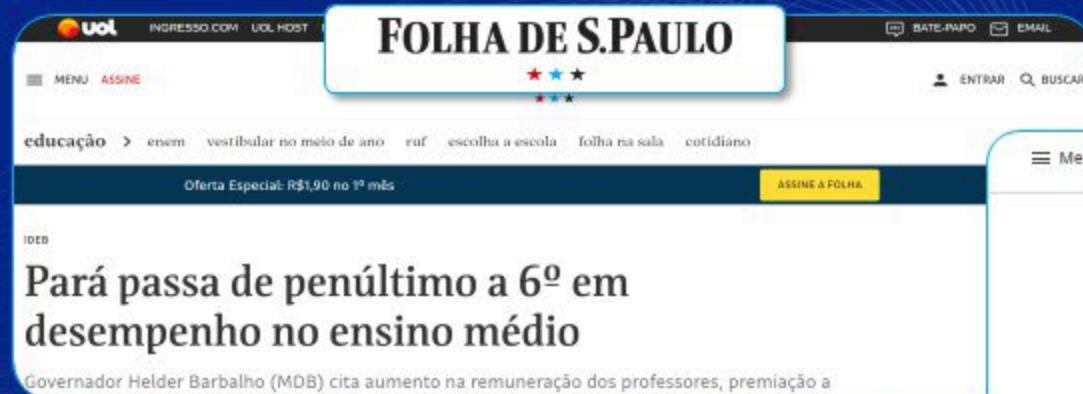 uol INGRESSO.COM UOL HOST
FOLHA DE S.PAULO
BATE-PAPO EMAIL
MENU ASSINE
ENTRAR BUSCAR
educação > enem vestibular no meio de ano ruf escolha a escola folha na sala cotidiano
Me
Oferta Especial: R$1,90 no 1º mês
ASSINE A FOLHA
IDEB
Pará passa de penúltimo a 6º em
desempenho no ensino médio
Governador Helder Barbalho (MDB) cita aumento na remuneração dos professores, premiação a